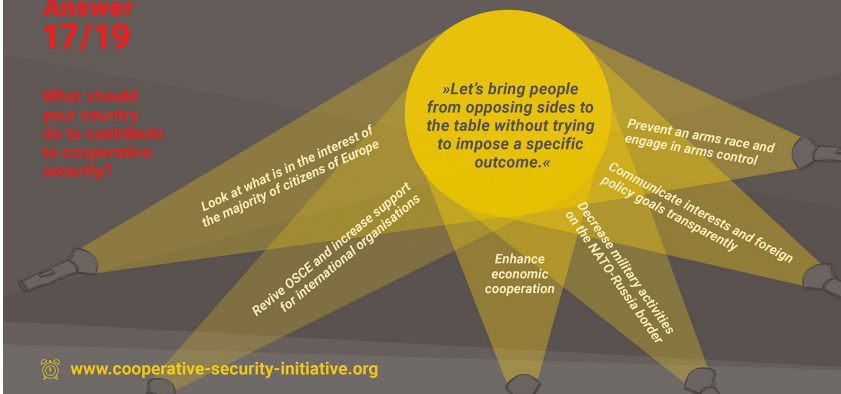 Answer
17/19
What should
your country
do to contribute
to cooperative
security?
»Let's bring people
from opposing sides to
the table without trying
to impose a specific
outcome.«
Look at what is in the interest of
the majority of citizens of Europe
Revive OSCE and increase support
for international organisations
Enhance
economic
cooperation
Decrease military activities
on the NATO-Russia border
Communicate interests and foreign
policy goals transparently
Prevent an arms race and
engage in arms control
www.cooperative-security-initiative.org